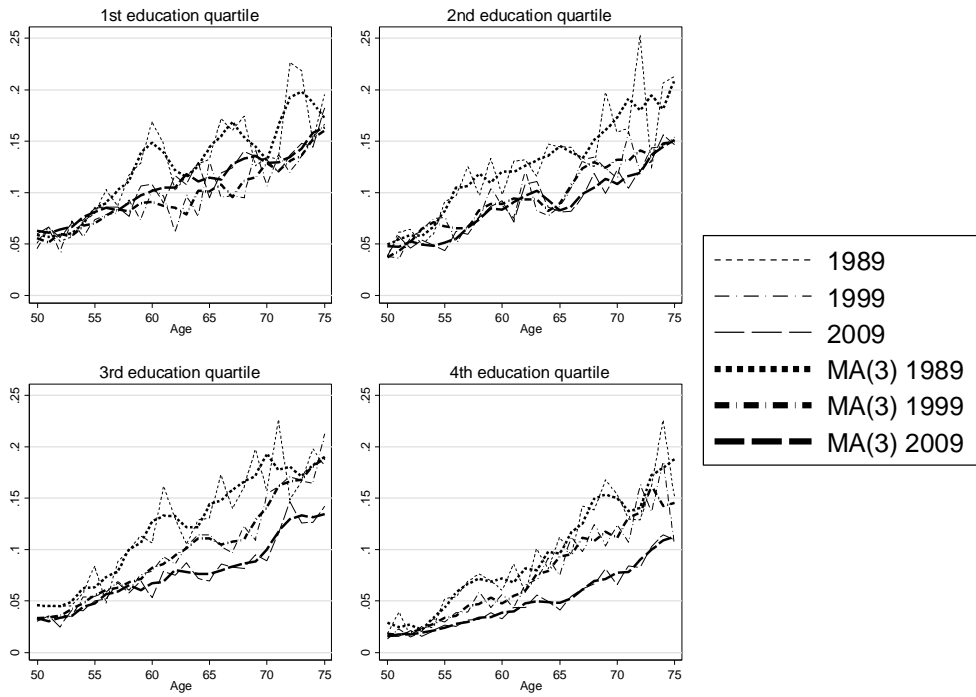 1st education quartile
.25
.2
.15
.1
.05
0
50 55 60 65 70 75
Age
2nd education quartile
.25
.2
.15
.1
.05
0
50 55 60 65 70 75
Age
3rd education quartile
.25
.2
.15
.1
.05
0
50 55 60 65 70 75
Age
4th education quartile
.25
.2
.15
.1
.05
0
50 55 60 65 70 75
Age
1989
1999
2009
MA(3) 1989
MA(3) 1999
MA(3) 2009